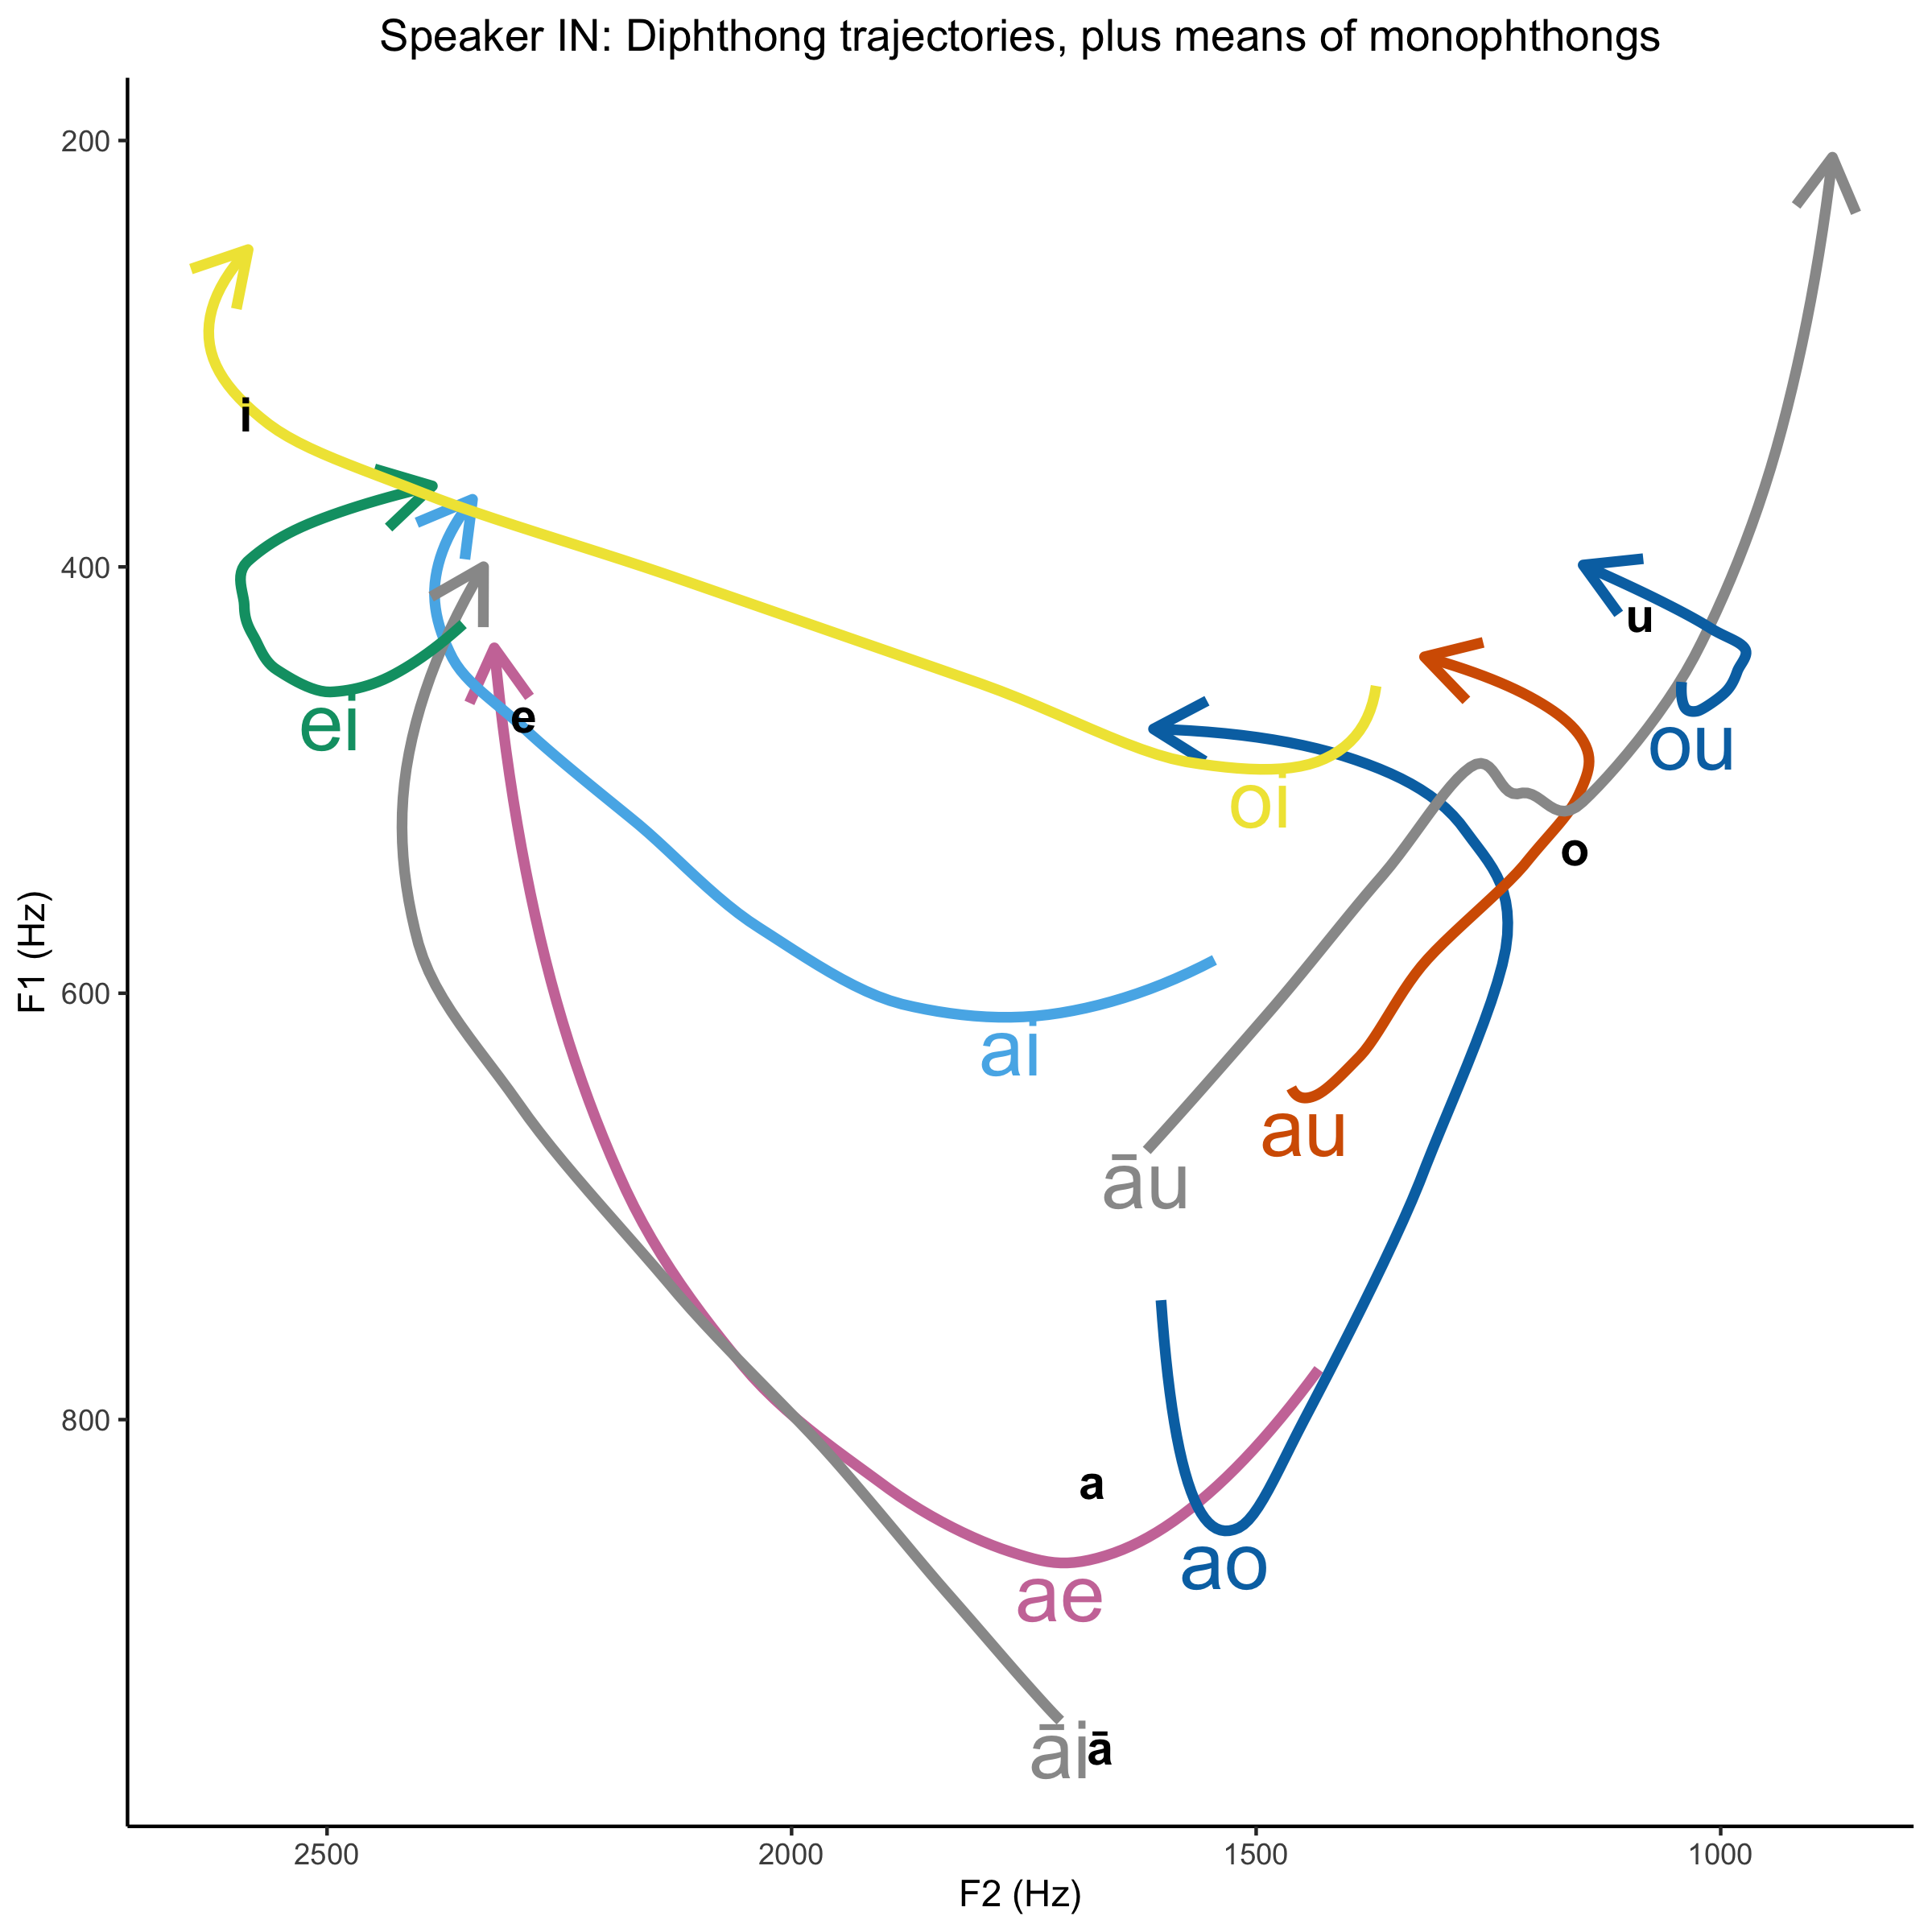 Speaker IN: Diphthong trajectories, plus means of monophthongs
200
i
400
u
e
ei
ou
oi
o
F1 (Hz)
600
ai
au
āu
800
a
ao
ae
āi
ā
2500
2000
1500
1000
F2 (Hz)